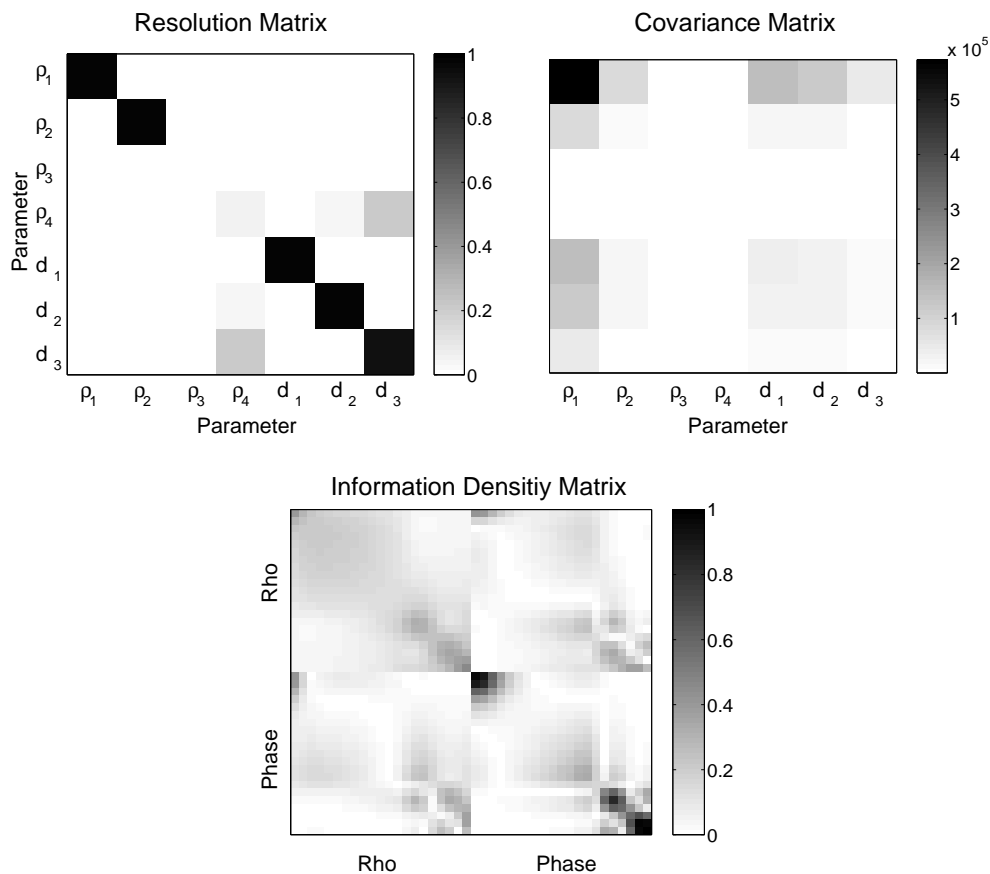 Resolution Matrix
Covariance Matrix
ρ1
ρ2
ρ3
ρ4
d 1
d 2
d 3
Parameter
ρ1 ρ2 ρ3 ρ4 d 1 d 2 d 3
Parameter
1
0.8
0.6
0.4
0.2
0
ρ1 ρ2 ρ3 ρ4 d 1 d 2 d 3
Parameter
x 10^5
5
4
3
2
1
Information Densitiy Matrix
Rho
Phase
Rho Phase
1
0.8
0.6
0.4
0.2
0